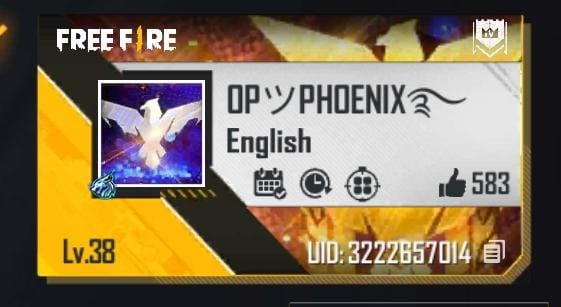 FREE FIRE
OPツPHOENIX࿐
English
583
Lv.38
UID: 3222657014